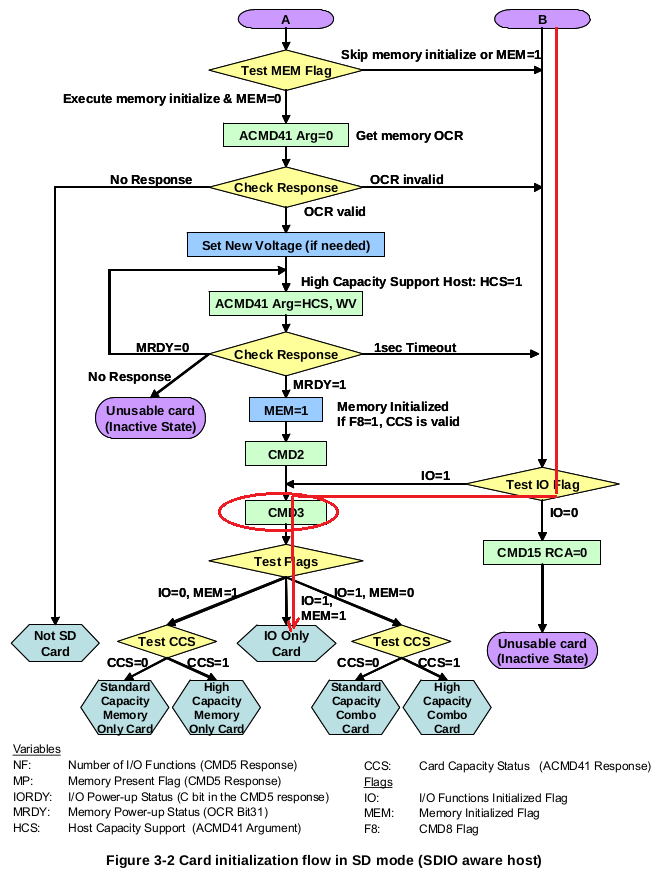 A
B
Skip memory initialize or MEM=1
Test MEM Flag
Execute memory initialize & MEM=0
ACMD41 Arg=0
Get memory OCR
No Response
Check Response
OCR invalid
OCR valid
Set New Voltage (if needed)
High Capacity Support Host: HCS=1
ACMD41 Arg=HCS, WV
MRDY=0
Check Response
1sec Timeout
No Response
MRDY=1
Unusable card
(Inactive State)
MEM=1
Memory Initialized
If F8=1, CCS is valid
CMD2
IO=1
Test IO Flag
CMD3
IO=0
CMD15 RCA=0
Test Flags
IO=0, MEM=1
IO=1,
MEM=1
IO=1, MEM=0
Not SD
Card
Test CCS
IO Only
Card
Test CCS
Unusable card
(Inactive State)
CCS=0
CCS=1
CCS=0
CCS=1
Standard
Capacity
Memory
Only Card
High
Capacity
Memory
Only Card
Standard
Capacity
Combo
Card
High
Capacity
Combo
Card
Variables
NF: Number of I/O Functions (CMD5 Response)
MP: Memory Present Flag (CMD5 Response)
IORDY: I/O Power-up Status (C bit in the CMD5 response)
MRDY: Memory Power-up Status (OCR Bit31)
HCS: Host Capacity Support (ACMD41 Argument)
CCS: Card Capacity Status (ACMD41 Response)
Flags
IO: I/O Functions Initialized Flag
MEM: Memory Initialized Flag
F8: CMD8 Flag
Figure 3-2 Card initialization flow in SD mode (SDIO aware host)